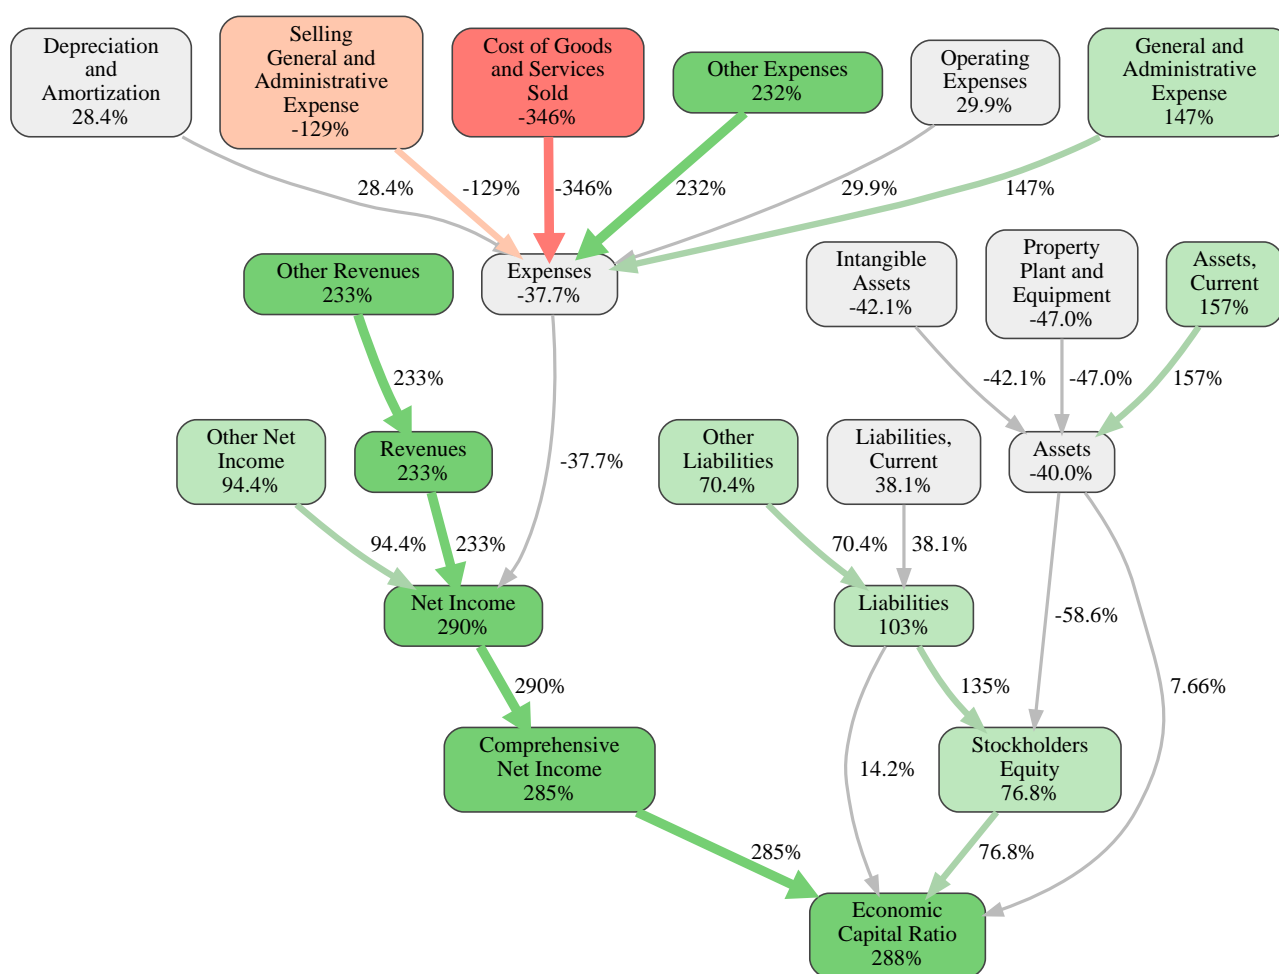 Depreciation
and
Amortization
28.4%
Selling
General and
Administrative
Expense
-129%
Cost of Goods
and Services
Sold
-346%
Other Expenses
232%
Operating
Expenses
29.9%
General and
Administrative
Expense
147%
28.4%
-129%
-346%
232%
29.9%
147%
Other Revenues
233%
Expenses
-37.7%
Intangible
Assets
-42.1%
Property
Plant and
Equipment
-47.0%
Assets,
Current
157%
233%
-42.1%
-47.0%
157%
Other Net
Income
94.4%
Revenues
233%
-37.7%
Other
Liabilities
70.4%
Liabilities,
Current
38.1%
Assets
-40.0%
94.4%
233%
70.4%
38.1%
Net Income
290%
Liabilities
103%
-58.6%
290%
135%
7.66%
Comprehensive
Net Income
285%
14.2%
Stockholders
Equity
76.8%
285%
76.8%
Economic
Capital Ratio
288%